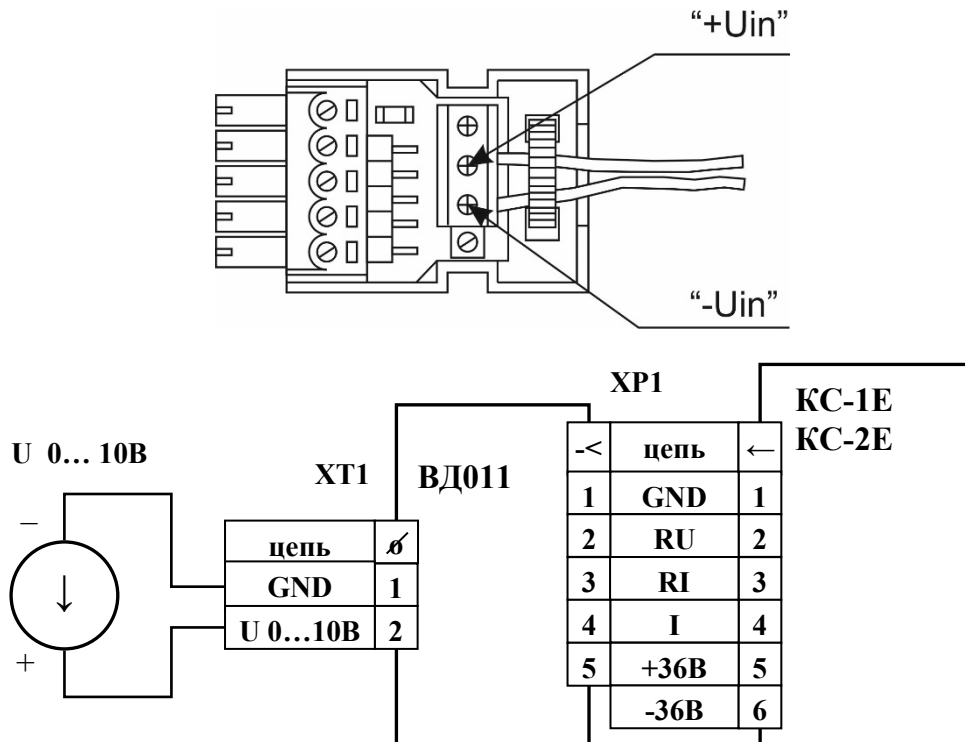 “+Uin”
“-Uin”
XP1
КС-1Е
КС-2Е
U 0... 10В
XT1
ВД011
-< цепь ←
1 GND 1
2 RU 2
3 RI 3
4 I 4
5 +36В 5
-36В 6
−
цепь ø
GND 1
U 0…10В 2
↓
+